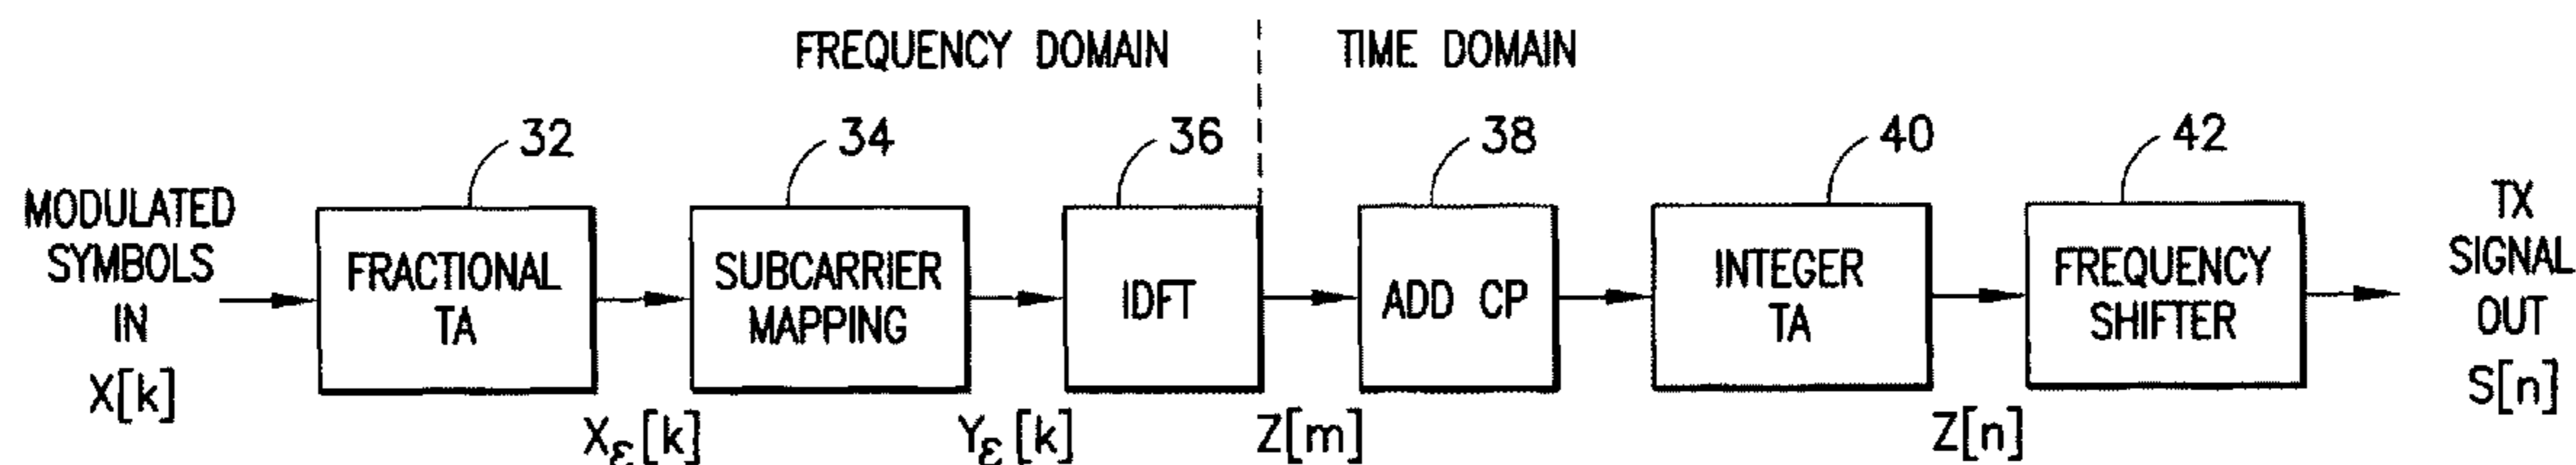 FREQUENCY DOMAIN
TIME DOMAIN
32
34
36
38
40
42
MODULATED
SYMBOLS
IN
X[k]
FRACTIONAL
TA
SUBCARRIER
MAPPING
IDFT
ADD CP
INTEGER
TA
FREQUENCY
SHIFTER
TX
SIGNAL
OUT
S[n]
Xε[k]
Yε[k]
Z[m]
Z[n]